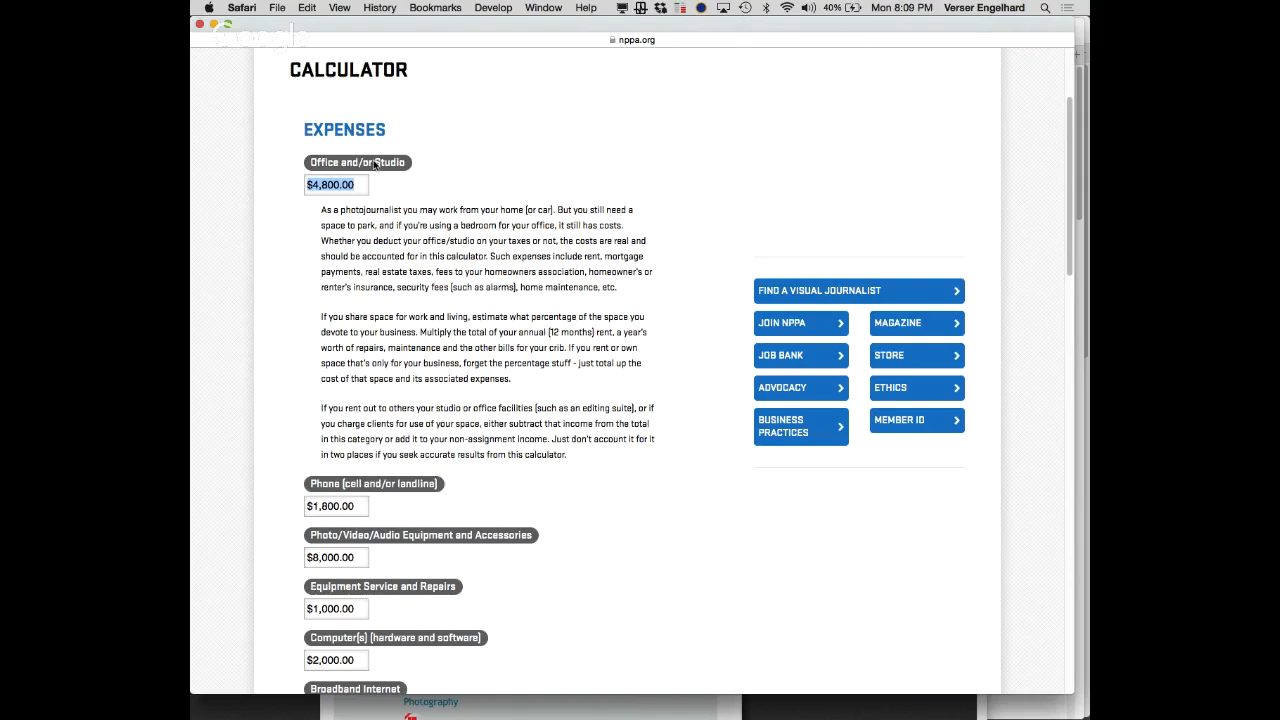 Safari File Edit View History Bookmarks Develop Window Help 40% Mon 8:09 PM Verser Engelhard
Google
nppa.org
CALCULATOR
EXPENSES
Office and/or Studio
$4,800.00
As a photojournalist you may work from your home (or car). But you still need a
space to park, and if you're using a bedroom for your office, it still has costs.
Whether you deduct your office/studio on your taxes or not, the costs are real and
should be accounted for in this calculator. Such expenses include rent, mortgage
payments, real estate taxes, fees to your homeowners association, homeowner's or
renter's insurance, security fees (such as alarms), home maintenance, etc.
If you share space for work and living, estimate what percentage of the space you
devote to your business. Multiply the total of your annual (12 months) rent, a year's
worth of repairs, maintenance and the other bills for your crib. If you rent or own
space that's only for your business, forget the percentage stuff - just total up the
cost of that space and its associated expenses.
If you rent out to others your studio or office facilities (such as an editing suite), or if
you charge clients for use of your space, either subtract that income from the total
in this category or add it to your non-assignment income. Just don't account for it
in two places if you seek accurate results from this calculator.
Phone (cell and/or landline)
$1,800.00
Photo/Video/Audio Equipment and Accessories
$8,000.00
Equipment Service and Repairs
$1,000.00
Computer(s) (hardware and software)
$2,000.00
Broadband Internet
FIND A VISUAL JOURNALIST
JOIN NPPA
MAGAZINE
JOB BANK
STORE
ADVOCACY
ETHICS
BUSINESS
PRACTICES
MEMBER ID
Photography